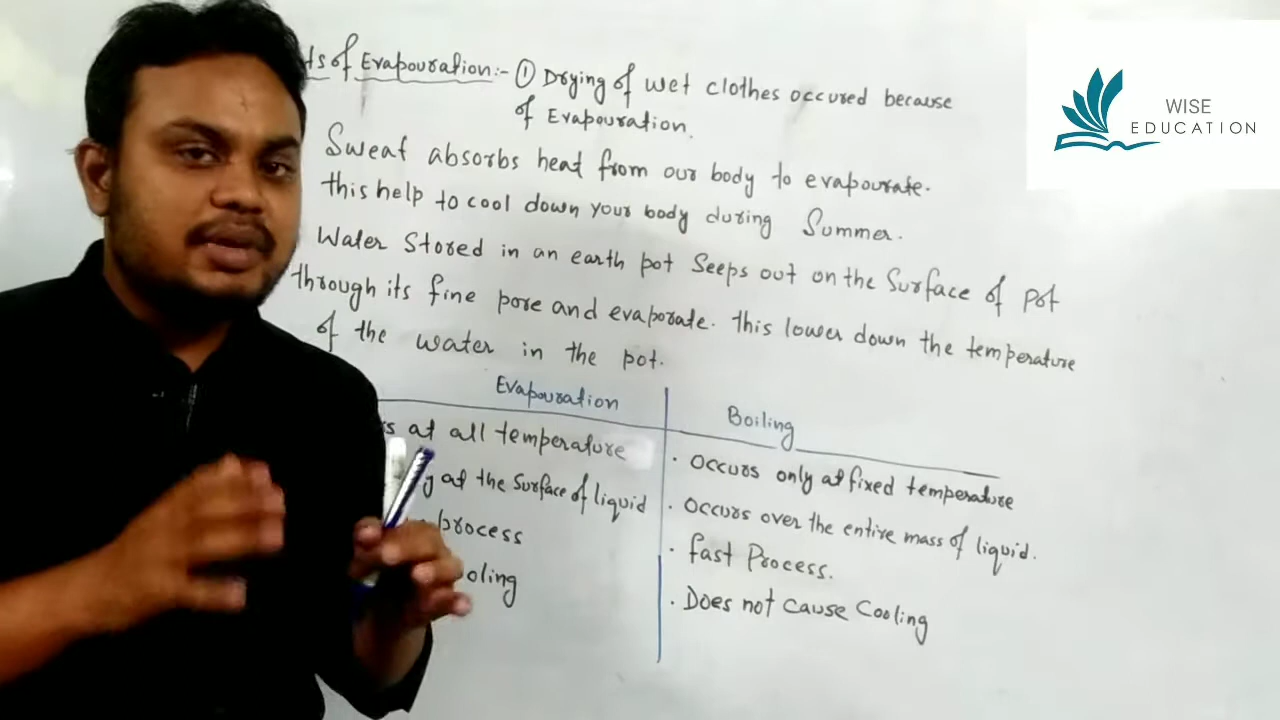 of Evapouration:- ① Drying of wet clothes occured because
of Evapouration.
Sweat absorbs heat from our body to evapourate.
this help to cool down your body during Summer.
Water Stored in an earth pot Seeps out on the Surface of pot
through its fine pore and evaporate. this lower down the temperature
of the water in the pot.
Evapouration
at all temperature
at the Surface of liquid
process
Boiling
· Occurs only at fixed temperature
· Occurs over the entire mass of liquid.
· fast Process.
· Does not cause Cooling
WISE
EDUCATION